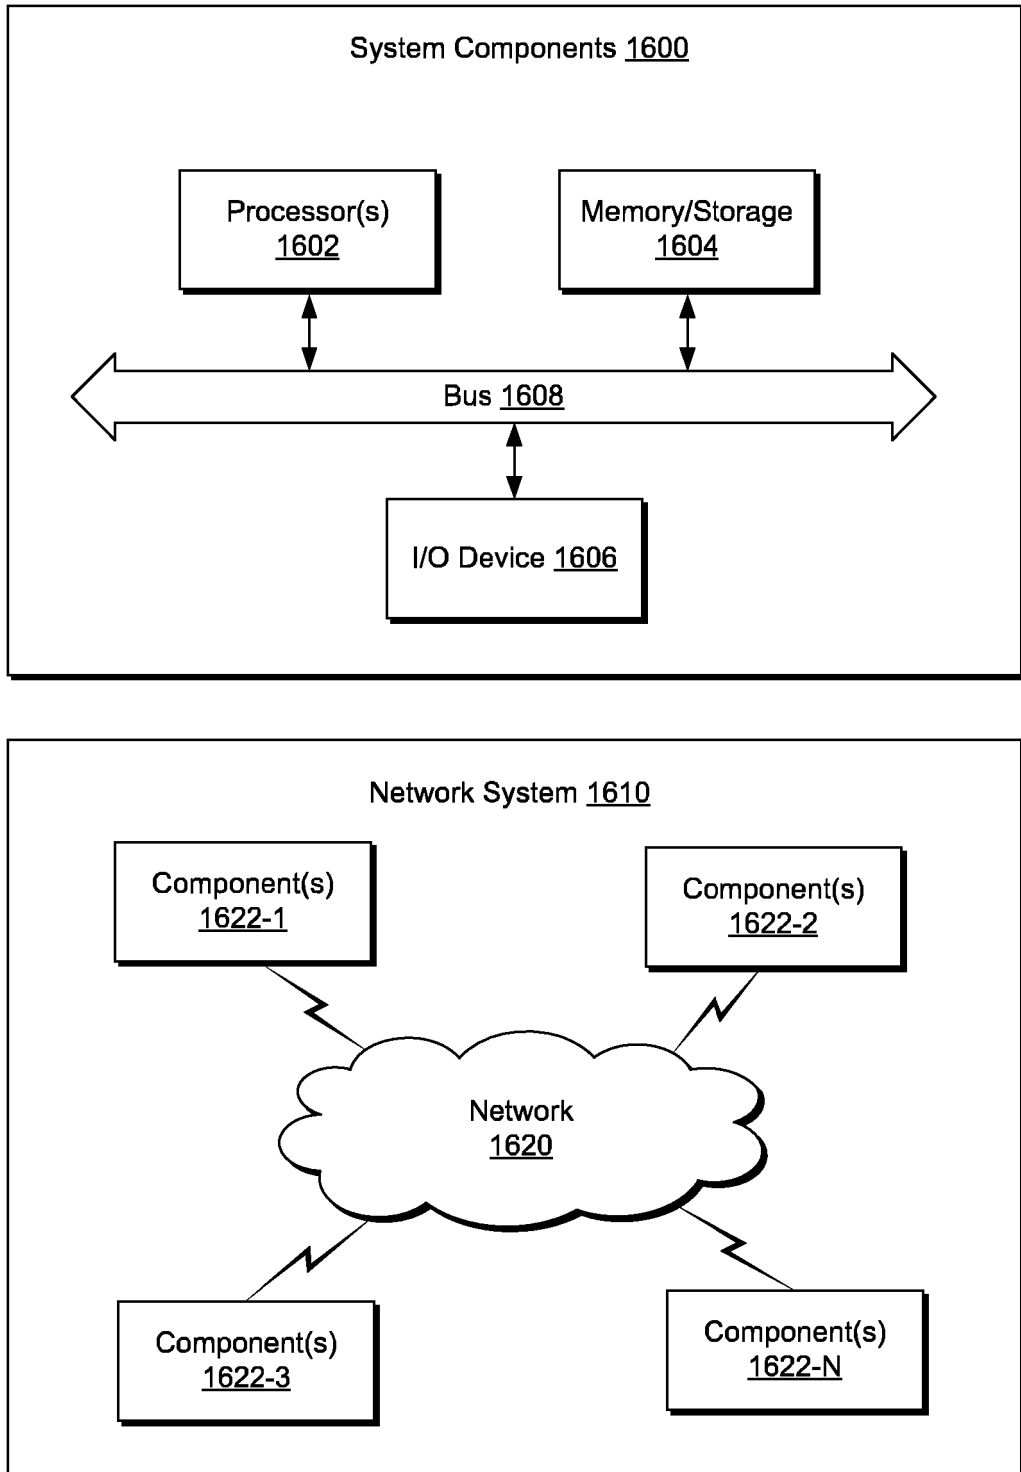 System Components 1600
Processor(s)
1602
Memory/Storage
1604
Bus 1608
I/O Device 1606
Network System 1610
Component(s)
1622-1
Component(s)
1622-2
Network
1620
Component(s)
1622-3
Component(s)
1622-N